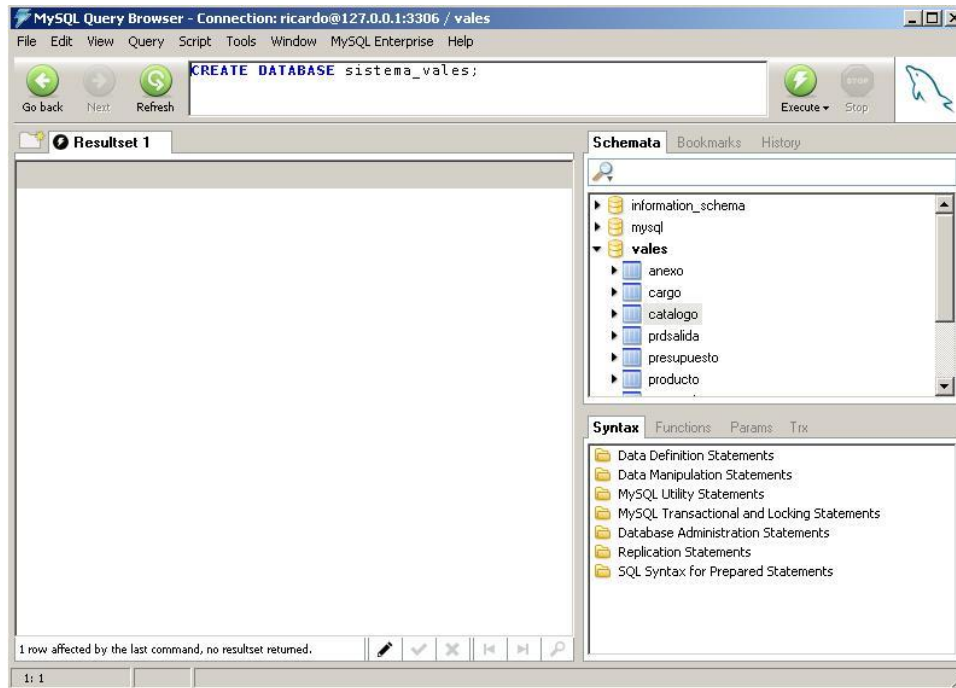 MySQL Query Browser - Connection: ricardo@127.0.0.1:3306 / vales
File Edit View Query Script Tools Window MySQL Enterprise Help
CREATE DATABASE sistema_vales;
Go back Next Refresh
Execute STOP Stop
Resultset 1
Schemata Bookmarks History
information_schema
mysql
vales
anexo
cargo
catalogo
prdsalida
presupuesto
producto
Syntax Functions Params Trx
Data Definition Statements
Data Manipulation Statements
MySQL Utility Statements
MySQL Transactional and Locking Statements
Database Administration Statements
Replication Statements
SQL Syntax for Prepared Statements
1 row affected by the last command, no resultset returned.
1: 1